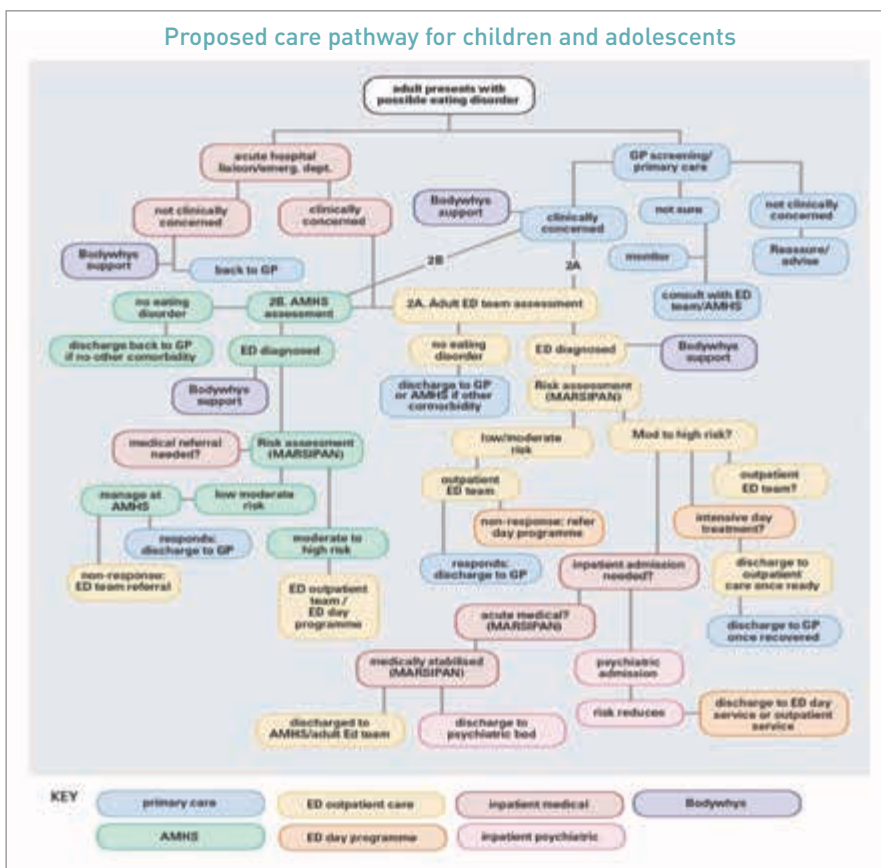 Proposed care pathway for children and adolescents
adult presents with
possible eating disorder
acute hospital
liaison/emerg. dept.
GP screening/
primary care
not clinically
concerned
clinically
concerned
Bodywhys
support
clinically
concerned
not sure
not clinically
concerned
Bodywhys
support
back to GP
2B
2A
monitor
Reassure/
advise
consult with ED
team/AMHS
no eating
disorder
2B. AMHS
assessment
2A. Adult ED team assessment
discharge back to GP
if no other comorbidity
ED diagnosed
no eating
disorder
ED diagnosed
Bodywhys
support
Bodywhys
support
discharge to GP
or AMHS if other
cormorbidity
Risk assessment
(MARSIPAN)
medical referral
needed?
Risk assessment
(MARSIPAN)
low/moderate
risk
Mod to high risk?
manage at
AMHS
low moderate
risk
outpatient
ED team
outpatient
ED team?
responds:
discharge to GP
moderate to
high risk
non-response: refer
day programme
intensive day
treatment?
non-response:
ED team referral
responds:
discharge to GP
inpatient admission
needed?
discharge to
outpatient
care once ready
ED outpatient
team /
ED day
programme
acute medical?
(MARSIPAN)
discharge to GP
once recovered
medically stabilised
(MARSIPAN)
psychiatric
admission
discharged to
AMHS/adult Ed team
discharge to
psychiatric bed
risk reduces
discharge to ED day
service or outpatient
service
KEY
primary care
ED outpatient care
inpatient medical
Bodywhys
AMHS
ED day programme
inpatient psychiatric